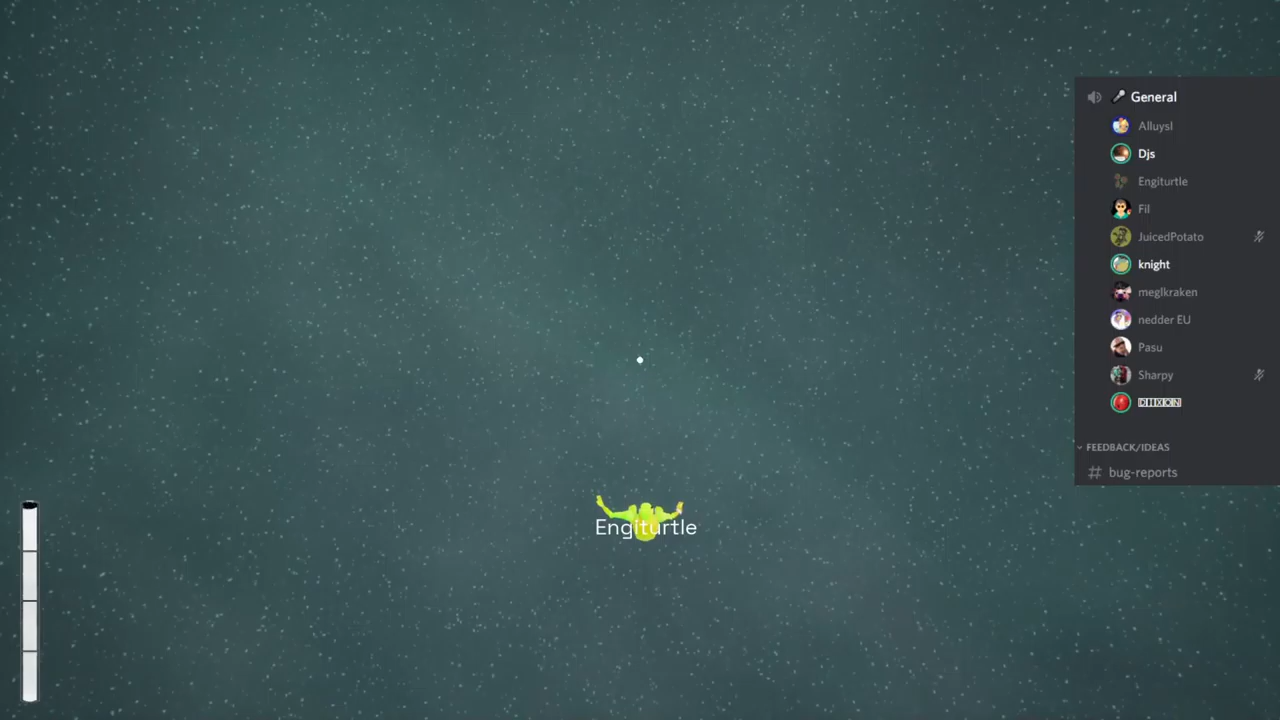 General
Alluysl
Djs
Engiturtle
Fil
JuicedPotato
knight
meglkraken
nedder EU
Pasu
Sharpy
FEEDBACK/IDEAS
# bug-reports
Engiturtle